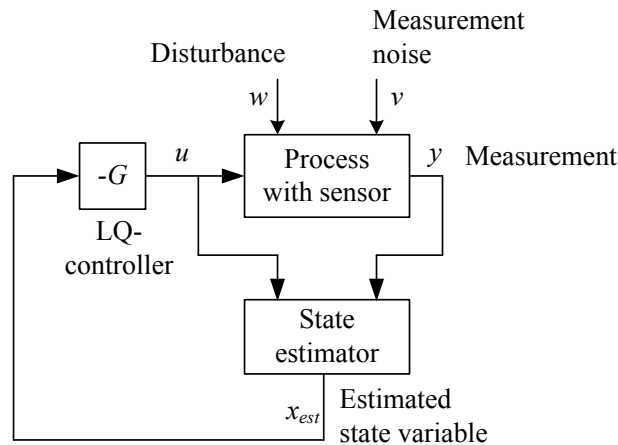 Measurement
noise
Disturbance
w
v
-G
u
Process
with sensor
y
Measurement
LQ-
controller
State
estimator
x_est
Estimated
state variable